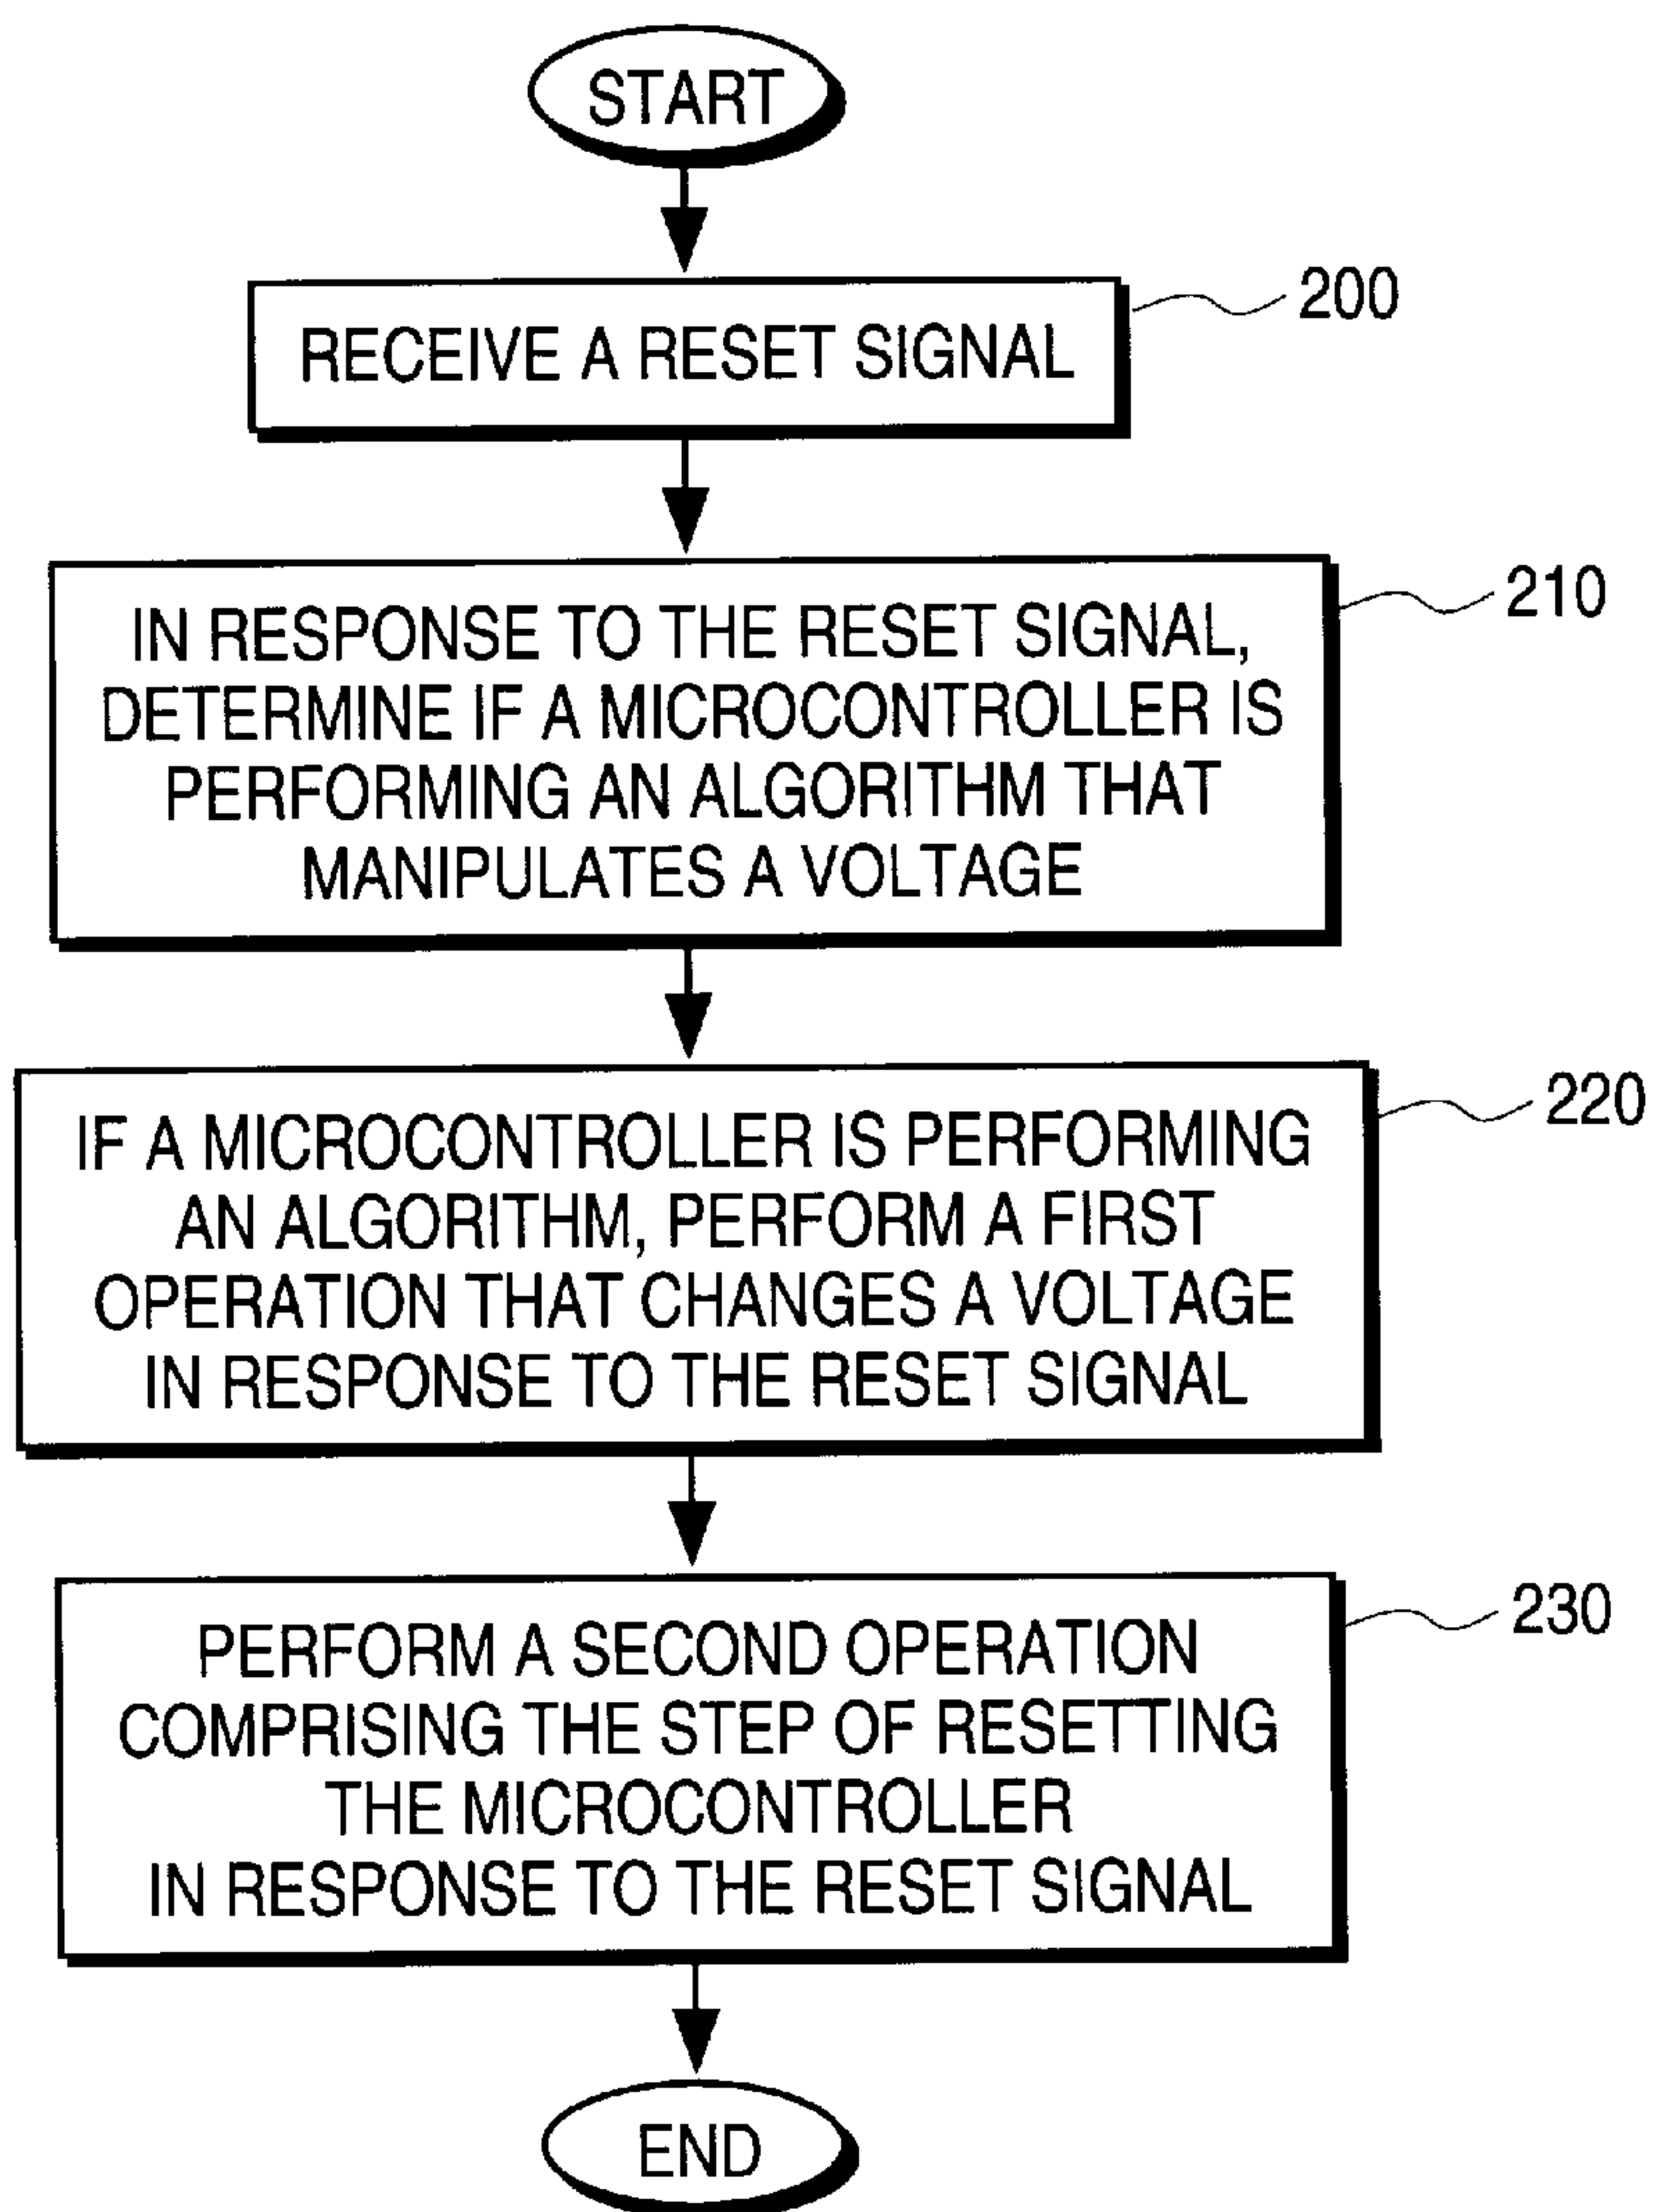 START
RECEIVE A RESET SIGNAL
200
IN RESPONSE TO THE RESET SIGNAL,
DETERMINE IF A MICROCONTROLLER IS
PERFORMING AN ALGORITHM THAT
MANIPULATES A VOLTAGE
210
IF A MICROCONTROLLER IS PERFORMING
AN ALGORITHM, PERFORM A FIRST
OPERATION THAT CHANGES A VOLTAGE
IN RESPONSE TO THE RESET SIGNAL
220
PERFORM A SECOND OPERATION
COMPRISING THE STEP OF RESETTING
THE MICROCONTROLLER
IN RESPONSE TO THE RESET SIGNAL
230
END